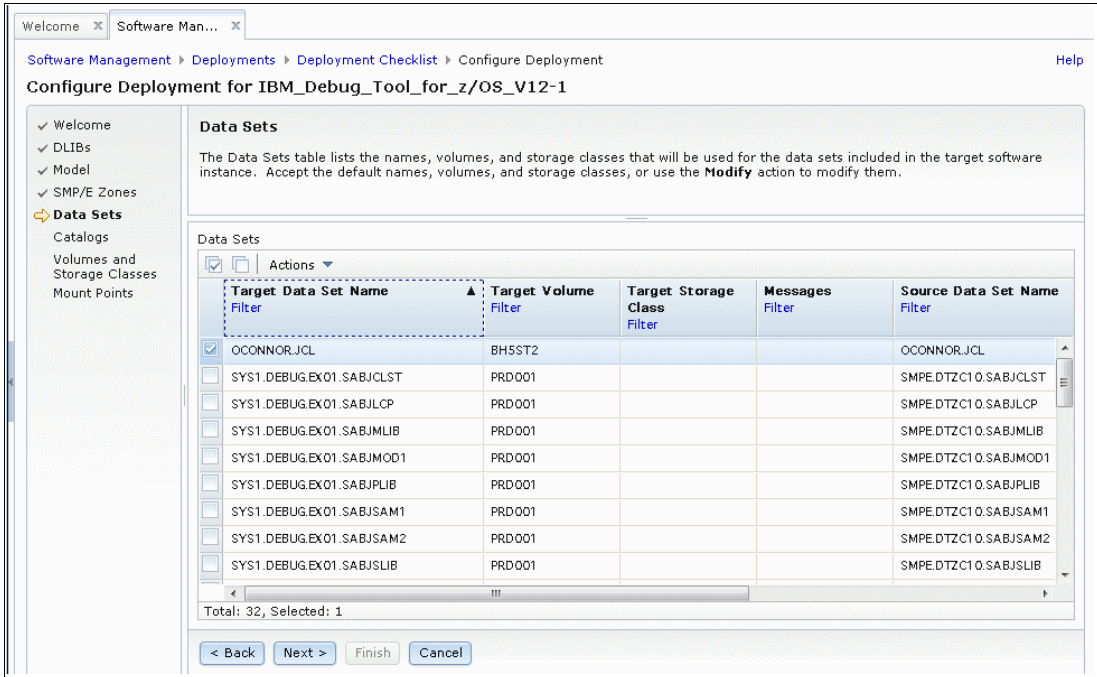 Welcome X Software Man... X
Software Management Deployments Deployment Checklist Configure Deployment Help
Configure Deployment for IBM_Debug_Tool_for_z/OS_V12-1
Welcome
DLIBs
Model
SMP/E Zones
Data Sets
Catalogs
Volumes and
Storage Classes
Mount Points
Data Sets
The Data Sets table lists the names, volumes, and storage classes that will be used for the data sets included in the target software
instance. Accept the default names, volumes, and storage classes, or use the Modify action to modify them.
Data Sets
Actions
Target Data Set Name Target Volume Target Storage Messages Source Data Set Name
Filter Filter Class Filter Filter
Filter
OCONNOR.JCL BH5ST2 OCONNOR.JCL
SYS1.DEBUG.EX01.SABJCLST PRD001 SMPE.DTZC10.SABJCLST
SYS1.DEBUG.EX01.SABJLCP PRD001 SMPE.DTZC10.SABJLCP
SYS1.DEBUG.EX01.SABJMLIB PRD001 SMPE.DTZC10.SABJMLIB
SYS1.DEBUG.EX01.SABJMOD1 PRD001 SMPE.DTZC10.SABJMOD1
SYS1.DEBUG.EX01.SABJPLIB PRD001 SMPE.DTZC10.SABJPLIB
SYS1.DEBUG.EX01.SABJSAM1 PRD001 SMPE.DTZC10.SABJSAM1
SYS1.DEBUG.EX01.SABJSAM2 PRD001 SMPE.DTZC10.SABJSAM2
SYS1.DEBUG.EX01.SABJSLIB PRD001 SMPE.DTZC10.SABJSLIB
Total: 32, Selected: 1
< Back Next > Finish Cancel